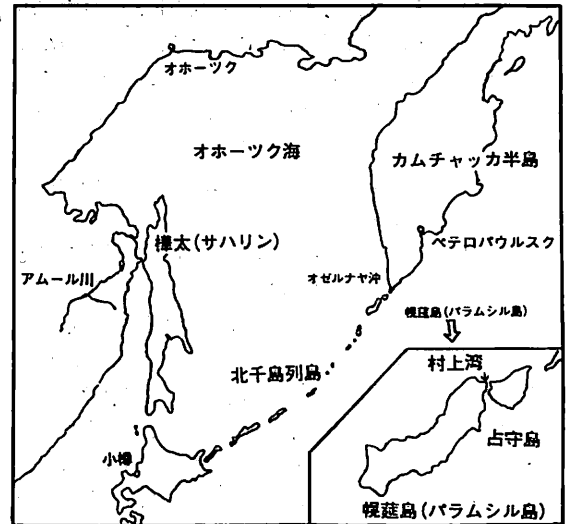 オホーツク
オホーツク海
カムチャッカ半島
樺太(サハリン)
ペテロパウルスク
アムール川
オゼルナヤ沖
幌莚島(パラムシル島)
北千島列島
村上湾
小樽
占守島
幌莚島(パラムシル島)